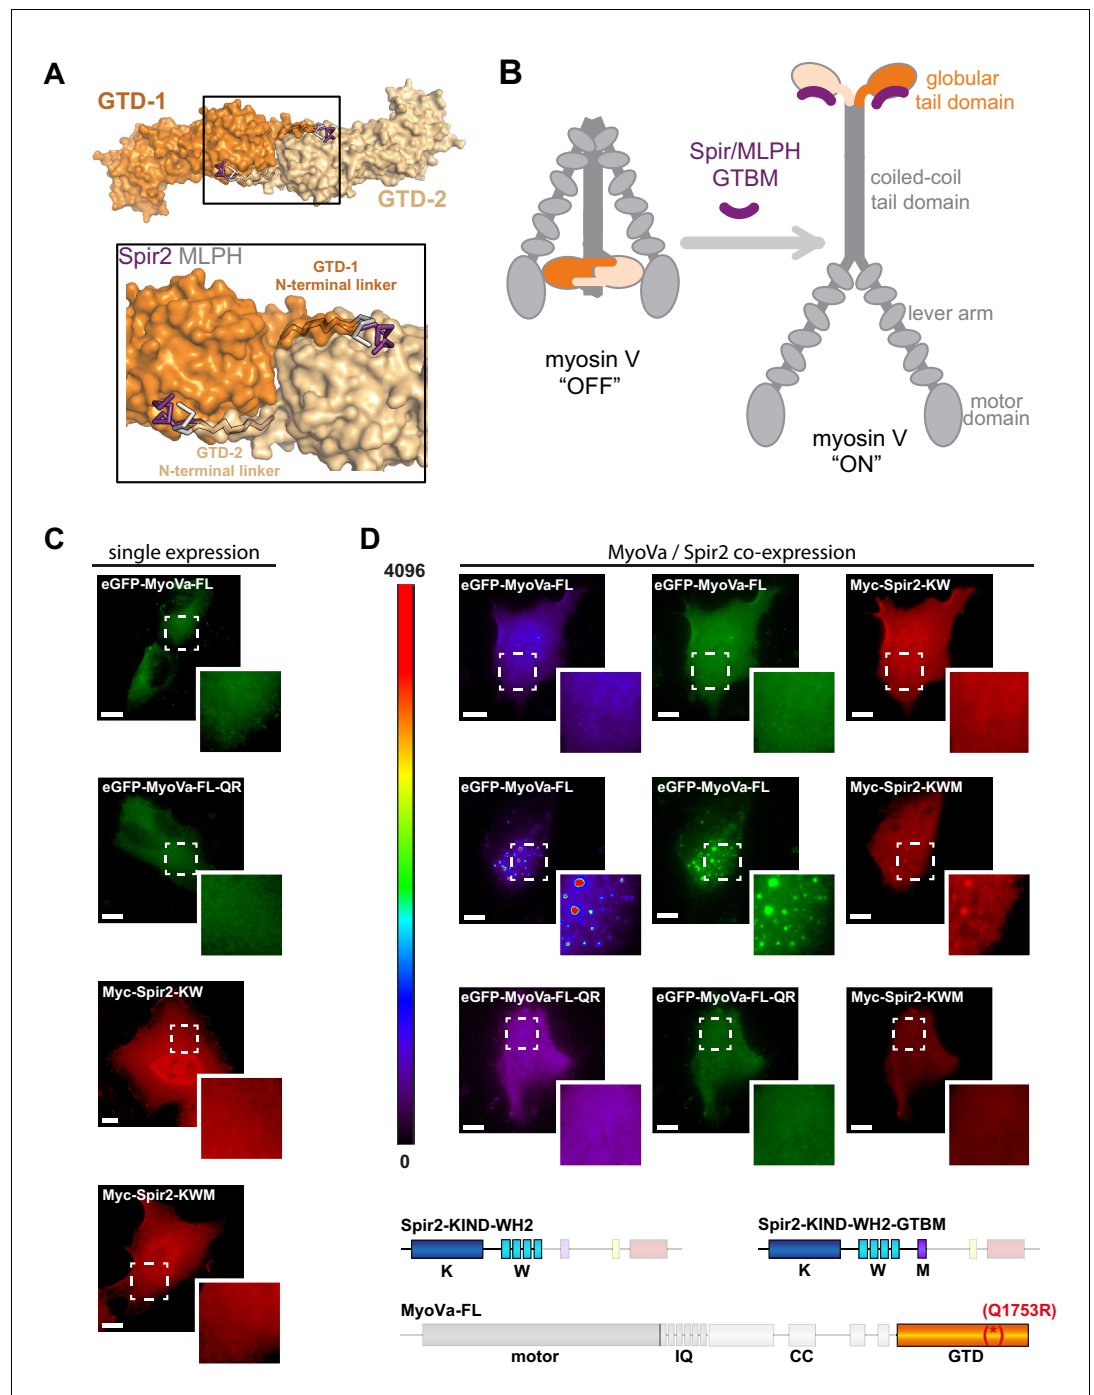 A
GTD-1
GTD-2
Spir2 MLPH
GTD-1
N-terminal linker
GTD-2
N-terminal linker
B
Spir/MLPH
GTBM
globular
tail domain
coiled-coil
tail domain
lever arm
motor
domain
myosin V
“OFF”
myosin V
“ON”
C
single expression
eGFP-MyoVa-FL
eGFP-MyoVa-FL-QR
Myc-Spir2-KW
Myc-Spir2-KWM
D
MyoVa / Spir2 co-expression
4096
0
eGFP-MyoVa-FL
eGFP-MyoVa-FL
Myc-Spir2-KW
eGFP-MyoVa-FL
eGFP-MyoVa-FL
Myc-Spir2-KWM
eGFP-MyoVa-FL-QR
eGFP-MyoVa-FL-QR
Myc-Spir2-KWM
Spir2-KIND-WH2
K W
Spir2-KIND-WH2-GTBM
K W M
MyoVa-FL
(Q1753R)
(*)
motor IQ CC GTD